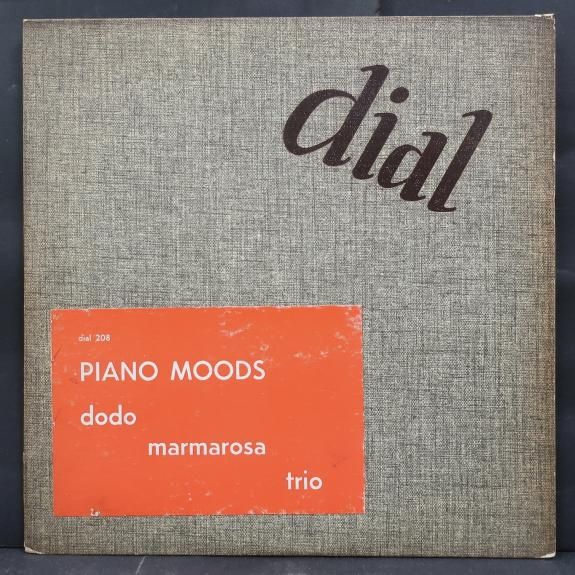 dial
dial 208
PIANO MOODS
dodo
marmarosa
trio